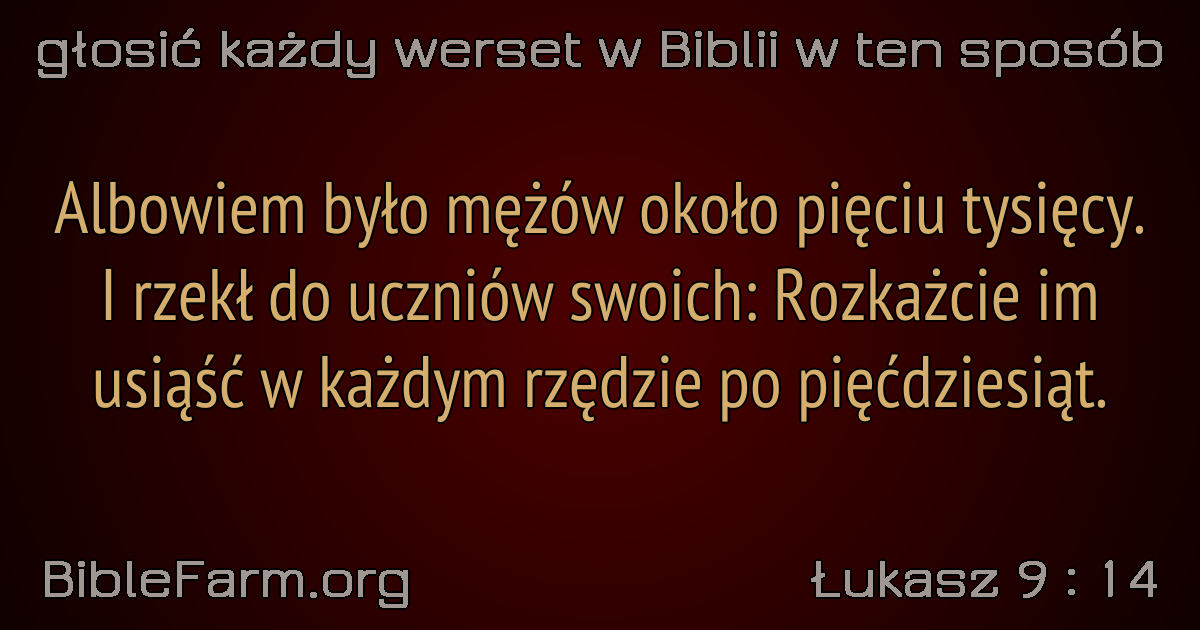 głosić każdy werset w Biblii w ten sposób
Albowiem było mężów około pięciu tysięcy.
I rzekł do uczniów swoich: Rozkażcie im
usiąść w każdym rzędzie po pięćdziesiąt.
BibleFarm.org
Łukasz 9 : 14